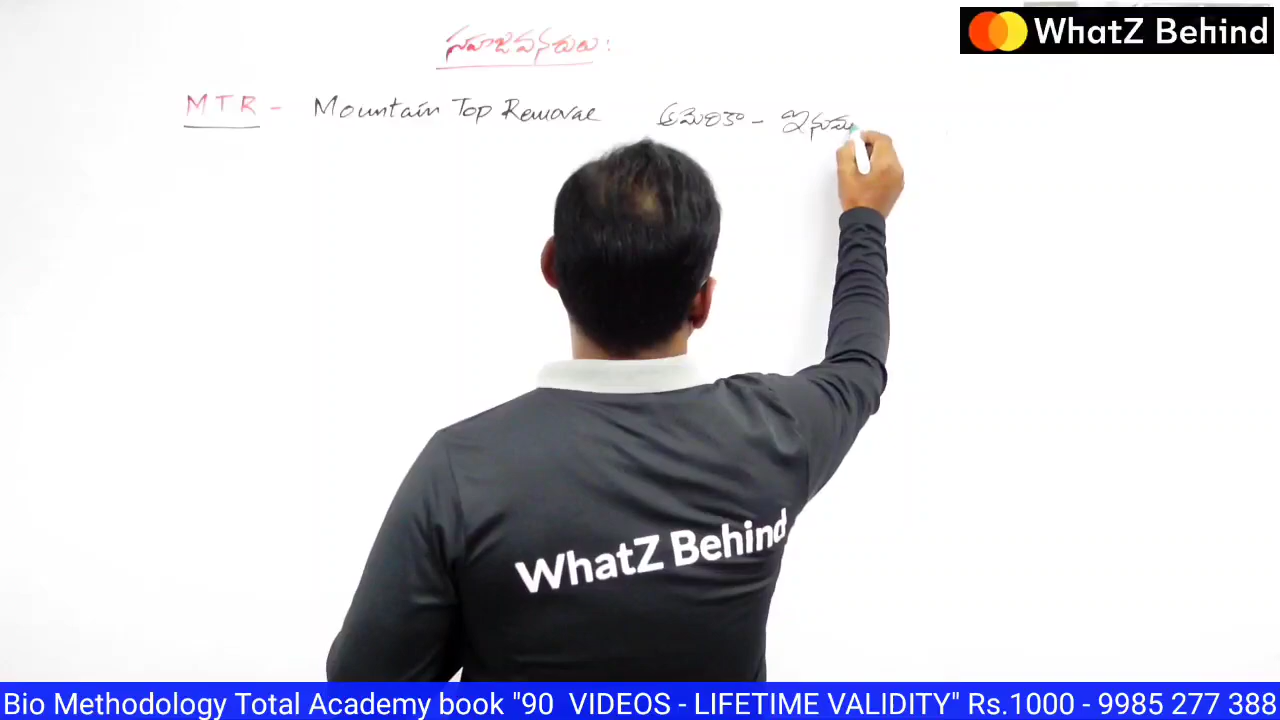 WhatZ Behind
సహజవనరులు :
MTR - Mountain Top Removal అమెరికా - ఇనుము
WhatZ Behind
Bio Methodology Total Academy book "90 VIDEOS - LIFETIME VALIDITY" Rs.1000 - 9985 277 388